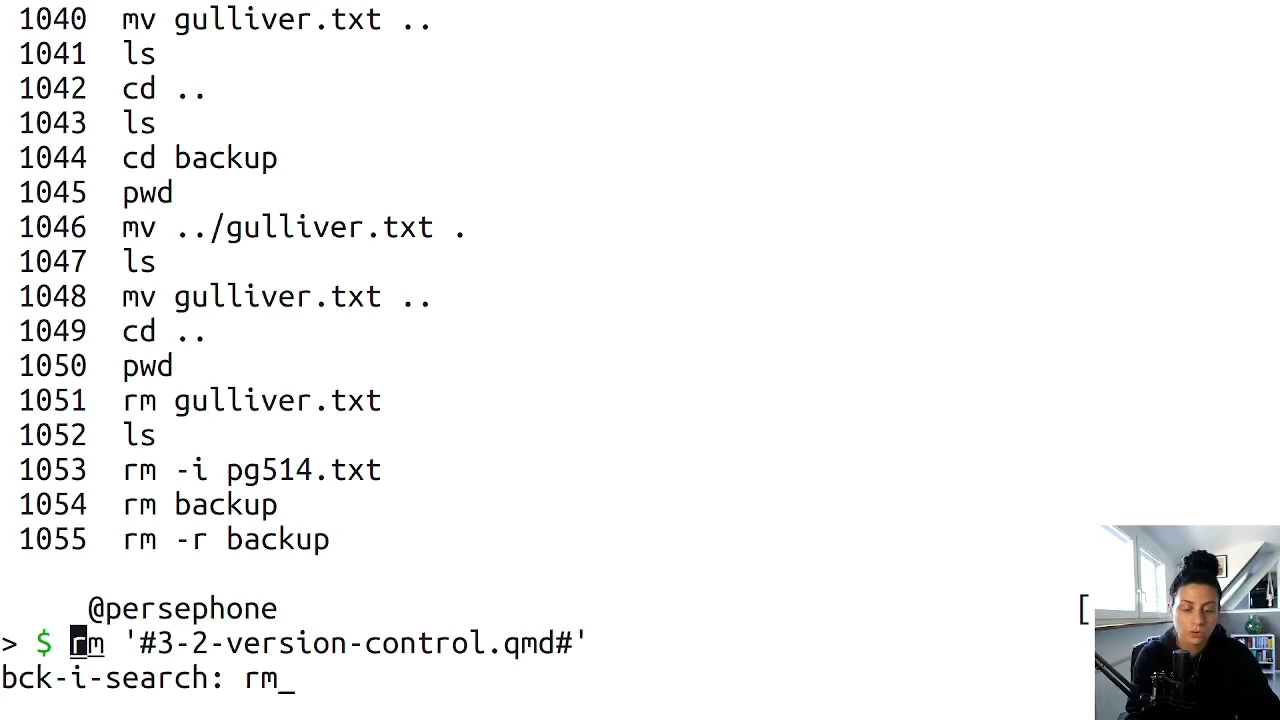 1040 mv gulliver.txt ..
1041 ls
1042 cd ..
1043 ls
1044 cd backup
1045 pwd
1046 mv ../gulliver.txt .
1047 ls
1048 mv gulliver.txt ..
1049 cd ..
1050 pwd
1051 rm gulliver.txt
1052 ls
1053 rm -i pg514.txt
1054 rm backup
1055 rm -r backup
@persephone [
> $ rm '#3-2-version-control.qmd#'
bck-i-search: rm_